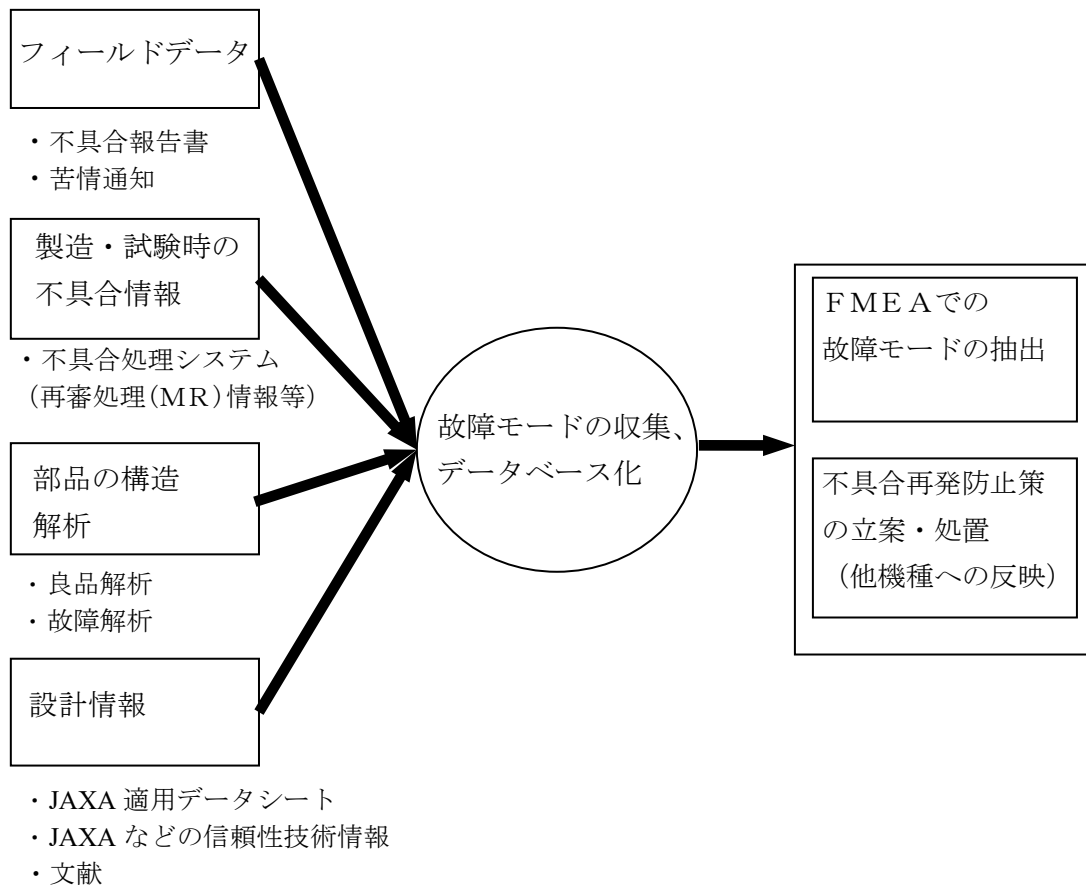 フィールドデータ
・不具合報告書
・苦情通知
製造・試験時の
不具合情報
・不具合処理システム
（再審処理(ＭＲ)情報等）
部品の構造
解析
・良品解析
・故障解析
設計情報
・JAXA 適用データシート
・JAXA などの信頼性技術情報
・文献
故障モードの収集、
データベース化
ＦＭＥＡでの
故障モードの抽出
不具合再発防止策
の立案・処置
（他機種への反映）